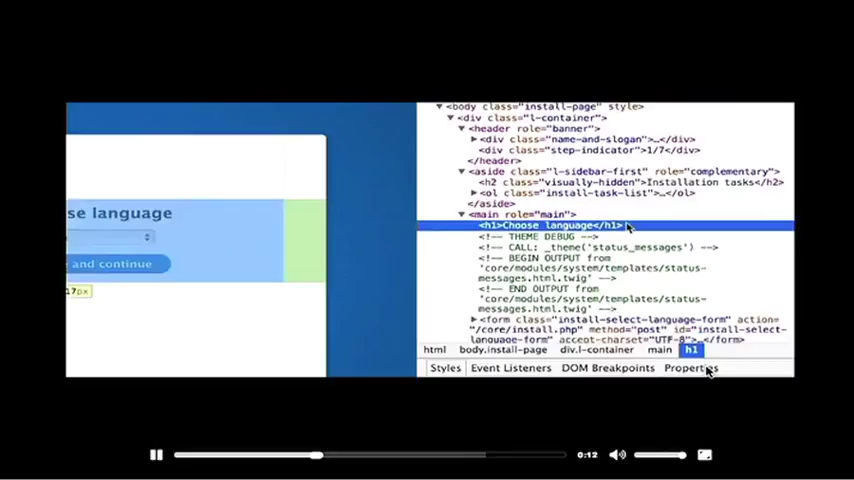 se language
and continue
17px
<body class="install-page" style>
<div class="l-container">
<header role="banner">
<div class="name-and-slogan">…</div>
<div class="step-indicator">1/7</div>
</header>
<aside class="l-sidebar-first" role="complementary">
<h2 class="visually-hidden">Installation tasks</h2>
<ol class="install-task-list">…</ol>
</aside>
<main role="main">
<h1>Choose language</h1>
<!-- THEME DEBUG -->
<!-- CALL: _theme('status_messages') -->
<!-- BEGIN OUTPUT from
'core/modules/system/templates/status-
messages.html.twig' -->
<!-- END OUTPUT from
'core/modules/system/templates/status-
messages.html.twig' -->
<form class="install-select-language-form" action=
"/core/install.php" method="post" id="install-select-
language-form" accept-charset="UTF-8">…</form>
html body.install-page div.l-container main h1
Styles Event Listeners DOM Breakpoints Properties
0:12